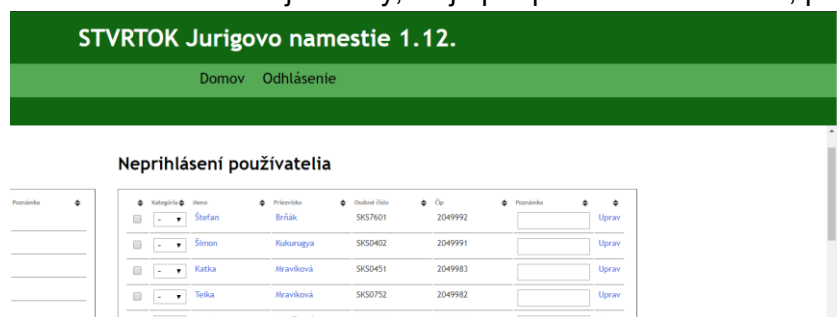 STVRTOK Jurigovo namestie 1.12.
Domov Odhlásenie
Neprihlásení používatelia
Poznámka
Kategória Meno Priezvisko Osobné číslo Čip Poznámka
- Štefan Brňák SKS7601 2049992 Uprav
- Šimon Kukurugya SKS0402 2049991 Uprav
- Katka Mravíková SKS0451 2049983 Uprav
- Terka Mravíková SKS0752 2049982 Uprav